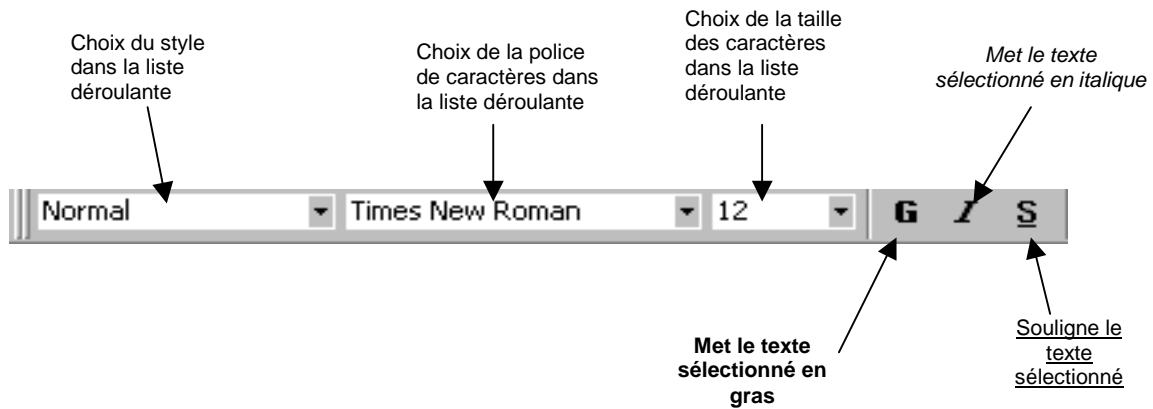 Choix du style
dans la liste
déroulante
Choix de la police
de caractères dans
la liste déroulante
Choix de la taille
des caractères
dans la liste
déroulante
Met le texte
sélectionné en italique
Normal
Times New Roman
12
G I S
Met le texte
sélectionné en
gras
Souligne le
texte
sélectionné